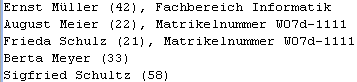 Ernst Müller (42), Fachbereich Informatik
August Meier (22), Matrikelnummer W07d-1111
Frieda Schulz (21), Matrikelnummer W07d-1111
Berta Meyer (33)
Sigfried Schultz (58)